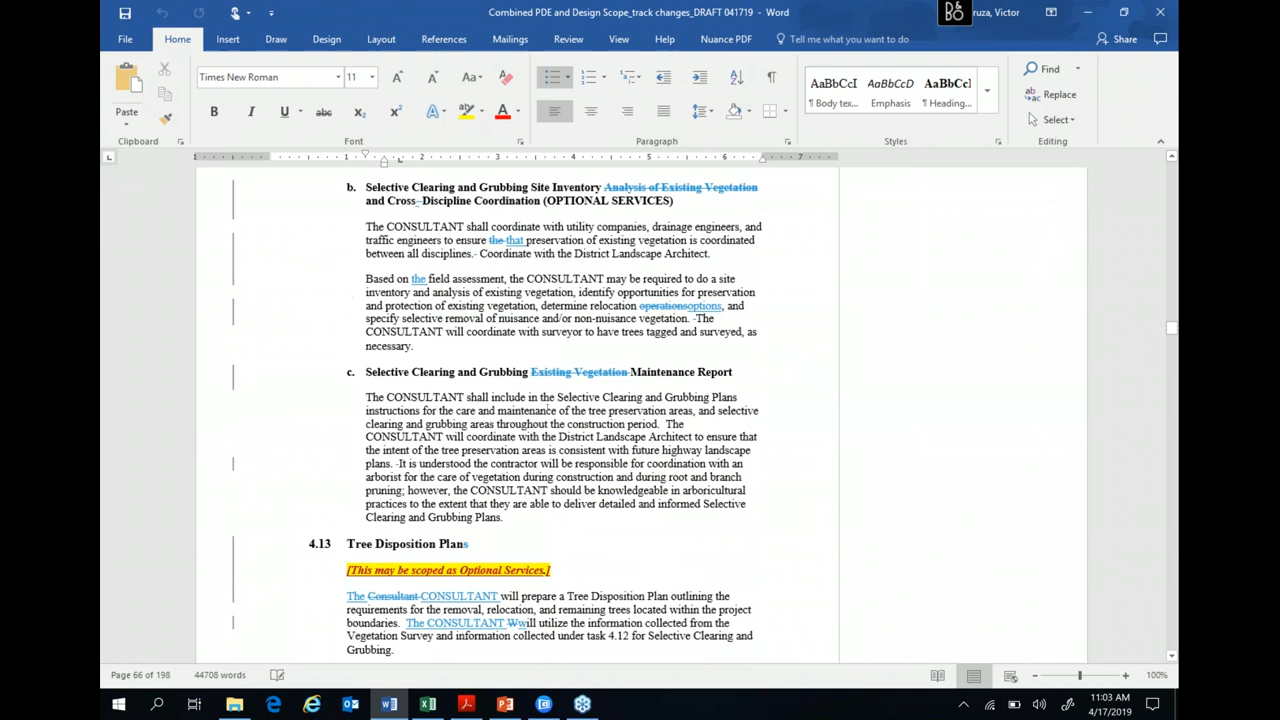 Combined PDE and Design Scope_track changes_DRAFT 041719 - Word
B&O
ruza, Victor
File Home Insert Draw Design Layout References Mailings Review View Help Nuance PDF Tell me what you want to do Share
Times New Roman 11 Aa
Find
Replace
Select
Paste
B I U abc x₂ x² A A
AaBbCcI AaBbCcD AaBbCc
¶ Body tex... Emphasis ¶ Heading...
Clipboard Font Paragraph Styles Editing
1 1 2 3 4 5 6 7
b. Selective Clearing and Grubbing Site Inventory Analysis of Existing Vegetation
and Cross- Discipline Coordination (OPTIONAL SERVICES)
The CONSULTANT shall coordinate with utility companies, drainage engineers, and
traffic engineers to ensure the that preservation of existing vegetation is coordinated
between all disciplines. Coordinate with the District Landscape Architect.
Based on the field assessment, the CONSULTANT may be required to do a site
inventory and analysis of existing vegetation, identify opportunities for preservation
and protection of existing vegetation, determine relocation operationsoptions, and
specify selective removal of nuisance and/or non-nuisance vegetation. The
CONSULTANT will coordinate with surveyor to have trees tagged and surveyed, as
necessary.
c. Selective Clearing and Grubbing Existing Vegetation Maintenance Report
The CONSULTANT shall include in the Selective Clearing and Grubbing Plans
instructions for the care and maintenance of the tree preservation areas, and selective
clearing and grubbing areas throughout the construction period. The
CONSULTANT will coordinate with the District Landscape Architect to ensure that
the intent of the tree preservation areas is consistent with future highway landscape
plans. It is understood the contractor will be responsible for coordination with an
arborist for the care of vegetation during construction and during root and branch
pruning; however, the CONSULTANT should be knowledgeable in arboricultural
practices to the extent that they are able to deliver detailed and informed Selective
Clearing and Grubbing Plans.
4.13 Tree Disposition Plans
[This may be scoped as Optional Services.]
The Consultant CONSULTANT will prepare a Tree Disposition Plan outlining the
requirements for the removal, relocation, and remaining trees located within the project
boundaries. The CONSULTANT Wwill utilize the information collected from the
Vegetation Survey and information collected under task 4.12 for Selective Clearing and
Grubbing.
Page 66 of 198 44708 words 100%
11:03 AM
4/17/2019